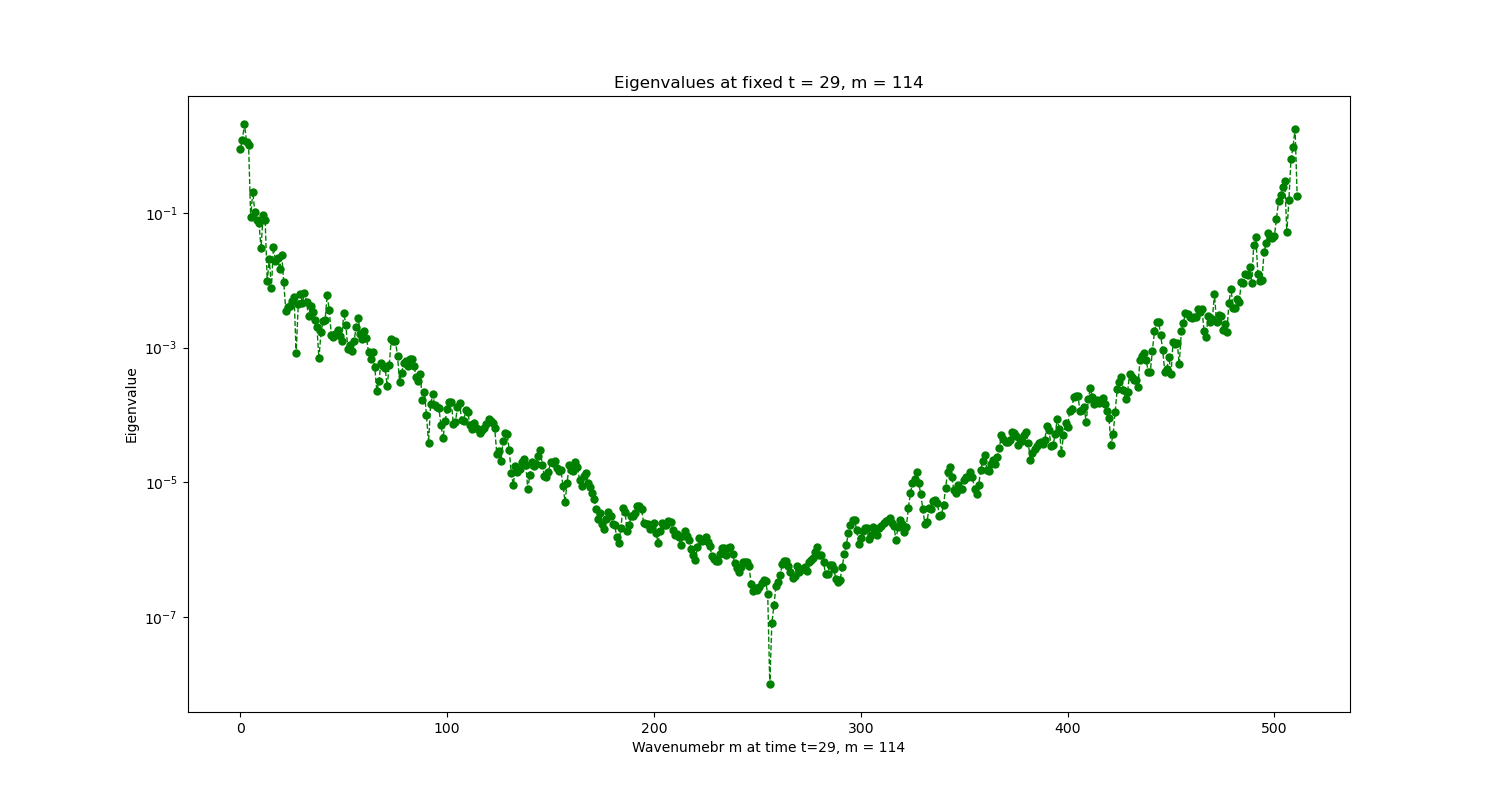 Eigenvalues at fixed t = 29, m = 114
Eigenvalue
10⁻¹
10⁻³
10⁻⁵
10⁻⁷
0 100 200 300 400 500
Wavenumebr m at time t=29, m = 114